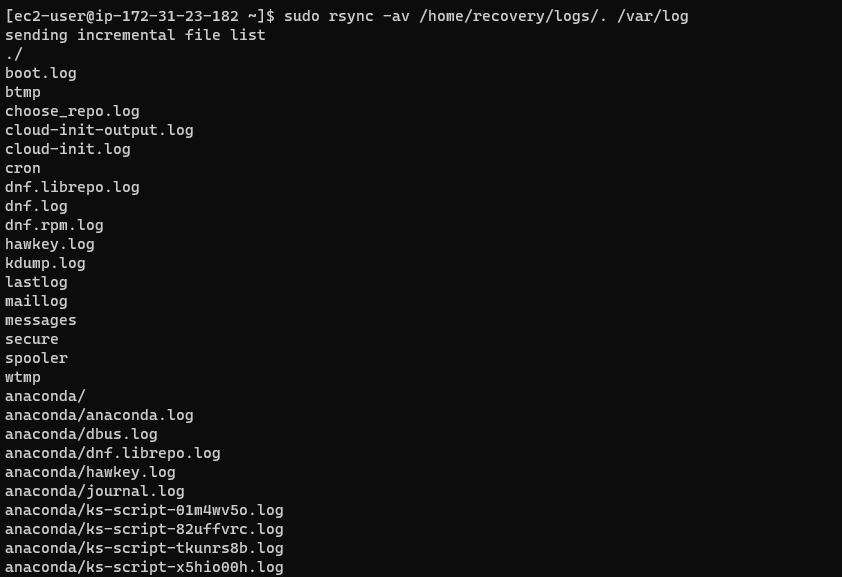 [ec2-user@ip-172-31-23-182 ~]$ sudo rsync -av /home/recovery/logs/. /var/log
sending incremental file list
./
boot.log
btmp
choose_repo.log
cloud-init-output.log
cloud-init.log
cron
dnf.librepo.log
dnf.log
dnf.rpm.log
hawkey.log
kdump.log
lastlog
maillog
messages
secure
spooler
wtmp
anaconda/
anaconda/anaconda.log
anaconda/dbus.log
anaconda/dnf.librepo.log
anaconda/hawkey.log
anaconda/journal.log
anaconda/ks-script-01m4wv5o.log
anaconda/ks-script-82uffvrc.log
anaconda/ks-script-tkunrs8b.log
anaconda/ks-script-x5hio00h.log